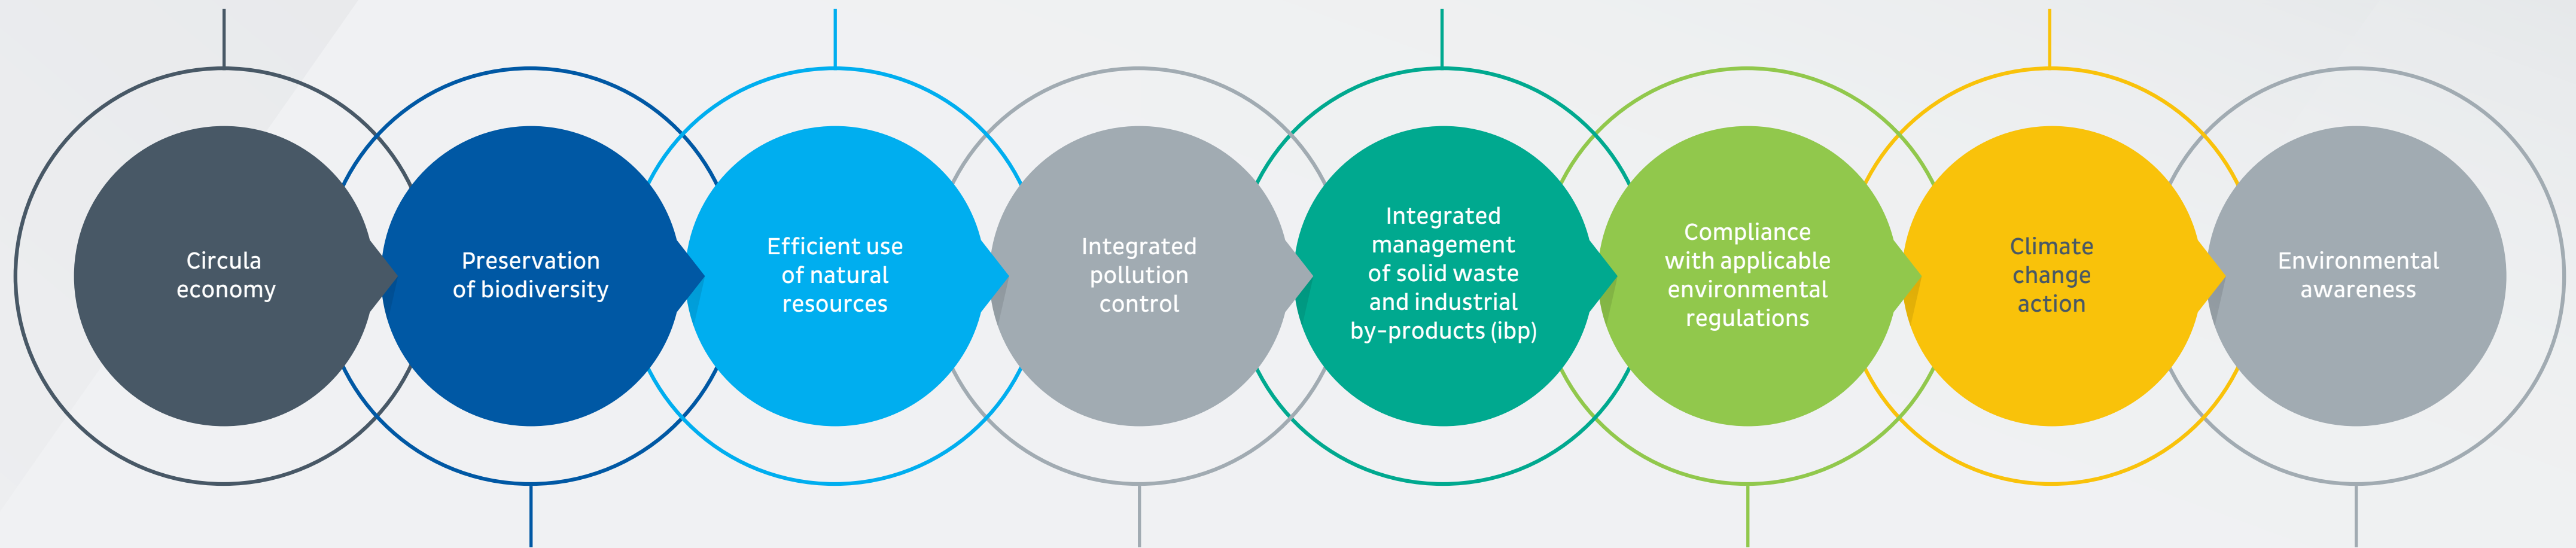 Circula
economy
Preservation
of biodiversity
Efficient use
of natural
resources
Integrated
pollution
control
Integrated
management
of solid waste
and industrial
by-products (ibp)
Compliance
with applicable
environmental
regulations
Climate
change
action
Environmental
awareness